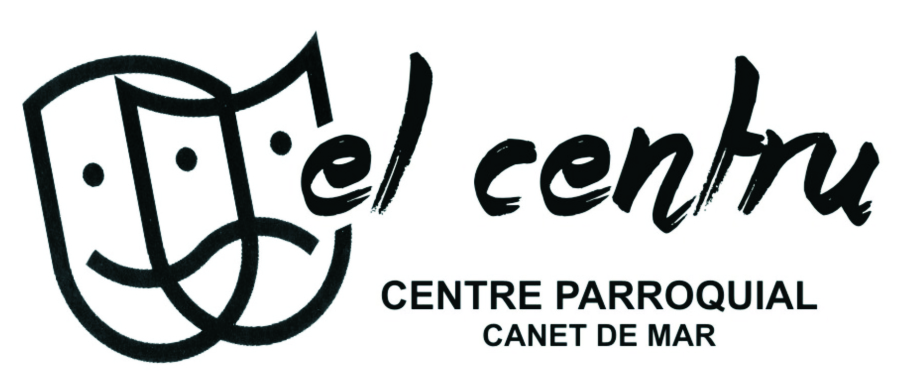 el centru
CENTRE PARROQUIAL
CANET DE MAR